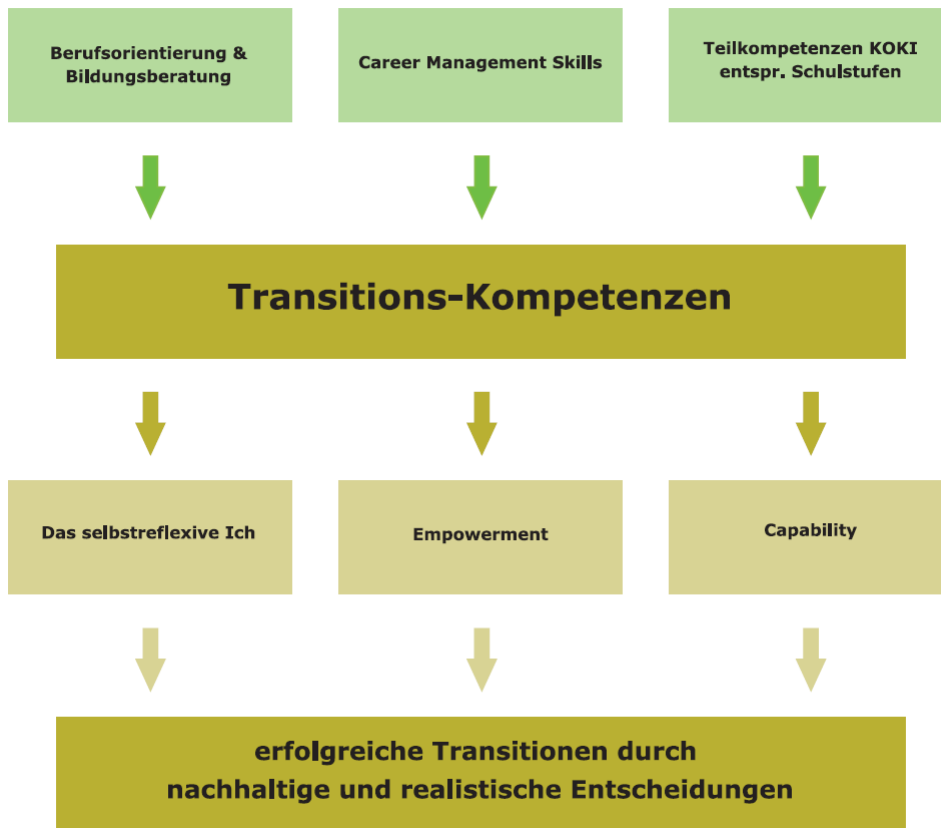 Berufsorientierung &
Bildungsberatung
Career Management Skills
Teilkompetenzen KOKI
entspr. Schulstufen
Transitions-Kompetenzen
Das selbstreflexive Ich
Empowerment
Capability
erfolgreiche Transitionen durch
nachhaltige und realistische Entscheidungen